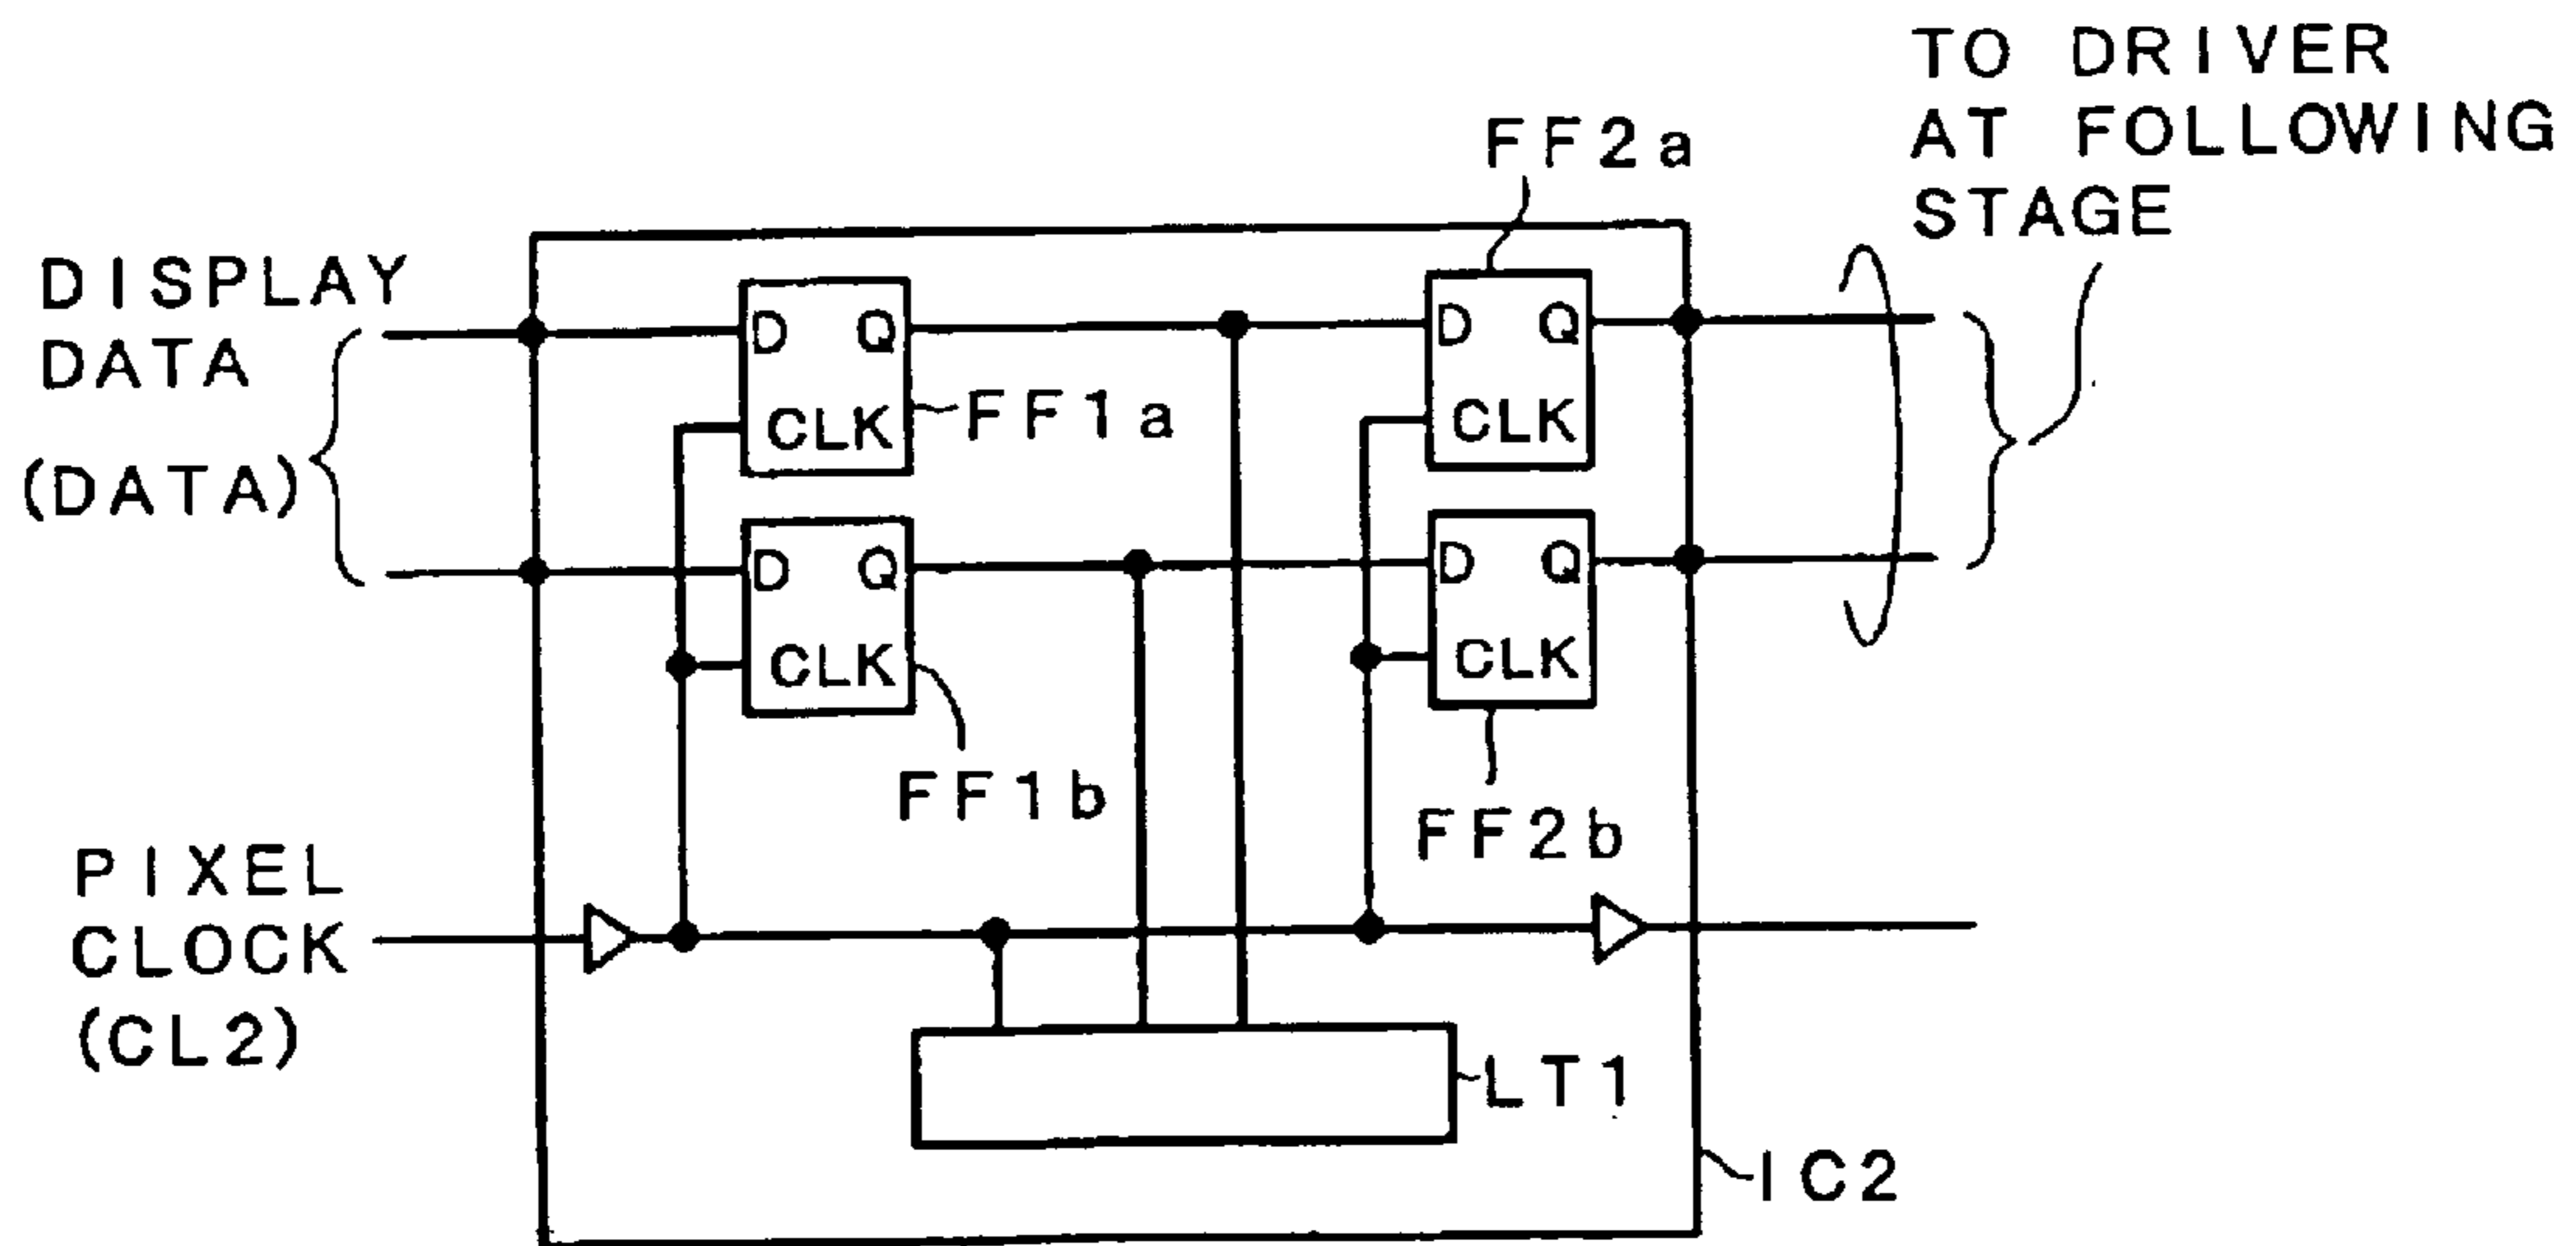 TO DRIVER
AT FOLLOWING
STAGE
FF2a
DISPLAY
DATA
(DATA)
D Q
CLK
FF1a
D Q
CLK
D Q
CLK
FF1b
D Q
CLK
FF2b
PIXEL
CLOCK
(CL2)
LT1
IC2